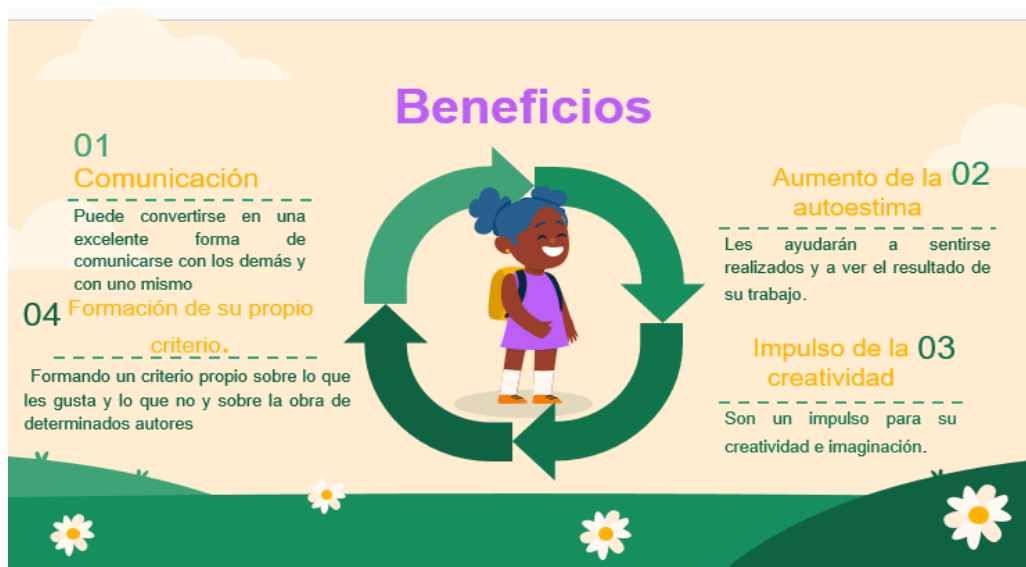 Beneficios
01
Comunicación
Puede convertirse en una
excelente forma de
comunicarse con los demás y
con uno mismo
Aumento de la 02
autoestima
Les ayudarán a sentirse
realizados y a ver el resultado de
su trabajo.
Impulso de la 03
creatividad
Son un impulso para su
creatividad e imaginación.
04 Formación de su propio
criterio.
Formando un criterio propio sobre lo que
les gusta y lo que no y sobre la obra de
determinados autores